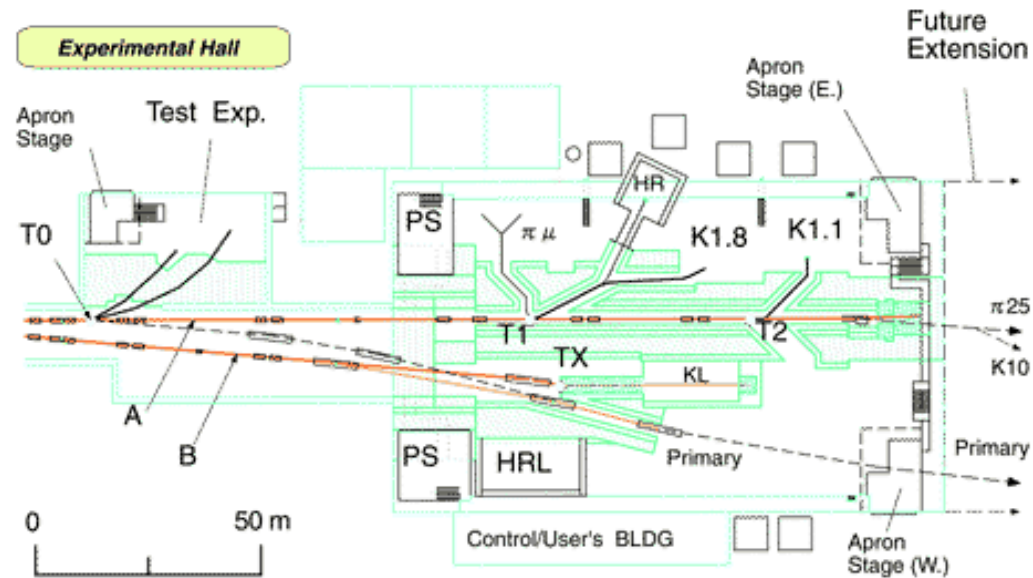 Experimental Hall
Future
Extension
Apron
Stage (E.)
Apron
Stage
Test Exp.
T0
PS
π μ
HR
K1.8
K1.1
π25
K10
T1
T2
TX
KL
A
B
PS
HRL
Primary
Primary
0
50 m
Control/User's BLDG
Apron
Stage (W.)